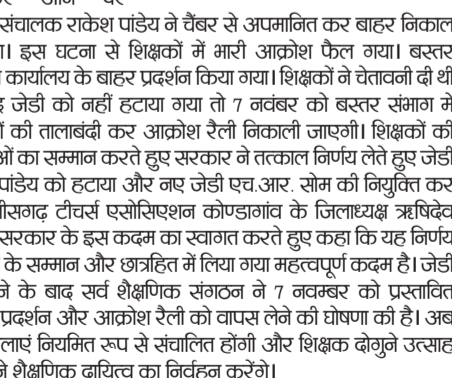 संचालक राकेश पांडेय ने चैंबर से अपमानित कर बाहर निकाल
इस घटना से शिक्षकों में भारी आक्रोश फैल गया। बस्तर
कार्यालय के बाहर प्रदर्शन किया गया। शिक्षकों ने चेतावनी दी थी
जेडी को नहीं हटाया गया तो 7 नवंबर को बस्तर संभाग में
की तालाबंदी कर आक्रोश रैली निकाली जाएगी। शिक्षकों की
का सम्मान करते हुए सरकार ने तत्काल निर्णय लेते हुए जेडी
पांडेय को हटाया और नए जेडी एच.आर. सोम की नियुक्ति कर
टीचर्स एसोसिएशन कोण्डागांव के जिलाध्यक्ष ऋषिदेव
सरकार के इस कदम का स्वागत करते हुए कहा कि यह निर्णय
के सम्मान और छात्रहित में लिया गया महत्वपूर्ण कदम है। जेडी
ने के बाद सर्व शैक्षणिक संगठन ने 7 नवम्बर को प्रस्तावित
प्रदर्शन और आक्रोश रैली को वापस लेने की घोषणा की है। अब
नियमित रूप से संचालित होंगी और शिक्षक दोगुने उत्साह
शैक्षणिक दायित्व का निर्वहन करेंगे।